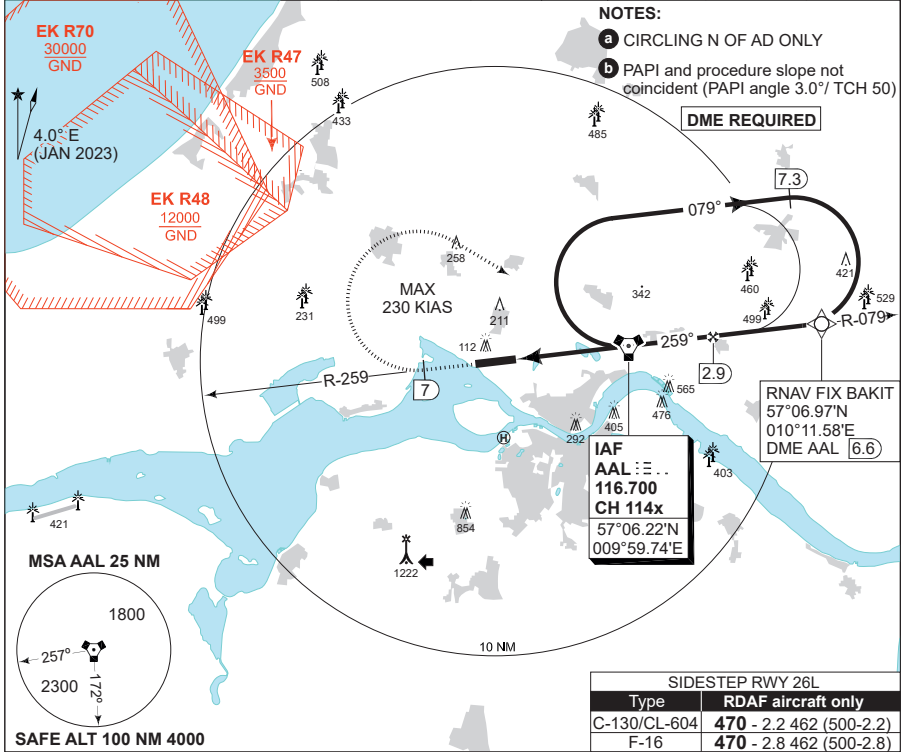 NOTES:
a CIRCLING N OF AD ONLY
b PAPI and procedure slope not
coincident (PAPI angle 3.0°/ TCH 50)
DME REQUIRED
EK R70
30000
GND
EK R47
3500
GND
4.0° E
(JAN 2023)
EK R48
12000
GND
508
433
485
7.3
079°
258
MAX
230 KIAS
211
112
342
460
421
499
529
499
231
R-079
259°
2.9
R-259
7
565
476
405
292
H
403
RNAV FIX BAKIT
57°06.97'N
010°11.58'E
DME AAL 6.6
IAF
AAL
116.700
CH 114x
57°06.22'N
009°59.74'E
421
854
1222
10 NM
MSA AAL 25 NM
1800
257°
2300
172°
SAFE ALT 100 NM 4000
SIDESTEP RWY 26L
Type RDAF aircraft only
C-130/CL-604 470 - 2.2 462 (500-2.2)
F-16 470 - 2.8 462 (500-2.8)